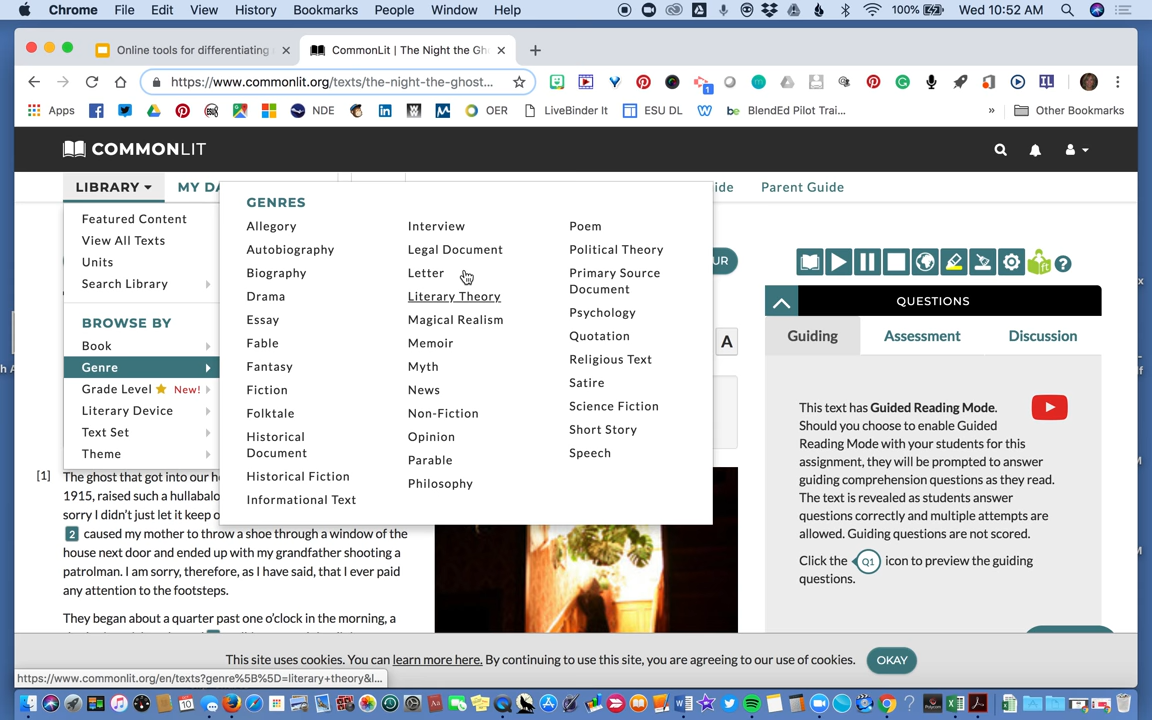 Chrome File Edit View History Bookmarks People Window Help 100% Wed 10:52 AM
Online tools for differentiating
CommonLit | The Night the Gh
https://www.commonlit.org/texts/the-night-the-ghost...
Apps NDE OER LiveBinder It ESU DL BlendEd Pilot Trai... » Other Bookmarks
COMMONLIT
LIBRARY MY DA ide Parent Guide
Featured Content
View All Texts
Units
Search Library
BROWSE BY
Book
Genre
Grade Level New!
Literary Device
Text Set
Theme
GENRES
Allegory
Autobiography
Biography
Drama
Essay
Fable
Fantasy
Fiction
Folktale
Historical
Document
Historical Fiction
Informational Text
Interview
Legal Document
Letter
Literary Theory
Magical Realism
Memoir
Myth
News
Non-Fiction
Opinion
Parable
Philosophy
Poem
Political Theory
Primary Source
Document
Psychology
Quotation
Religious Text
Satire
Science Fiction
Short Story
Speech
UR
A
[1] The ghost that got into our h
1915, raised such a hullabalo
sorry I didn't just let it keep o
2 caused my mother to throw a shoe through a window of the
house next door and ended up with my grandfather shooting a
patrolman. I am sorry, therefore, as I have said, that I ever paid
any attention to the footsteps.
They began about a quarter past one o'clock in the morning, a
QUESTIONS
Guiding Assessment Discussion
This text has Guided Reading Mode.
Should you choose to enable Guided
Reading Mode with your students for this
assignment, they will be prompted to answer
guiding comprehension questions as they read.
The text is revealed as students answer
questions correctly and multiple attempts are
allowed. Guiding questions are not scored.
Click the Q1 icon to preview the guiding
questions.
This site uses cookies. You can learn more here. By continuing to use this site, you are agreeing to our use of cookies. OKAY
https://www.commonlit.org/en/texts?genre%5B%5D=literary+theory&l...